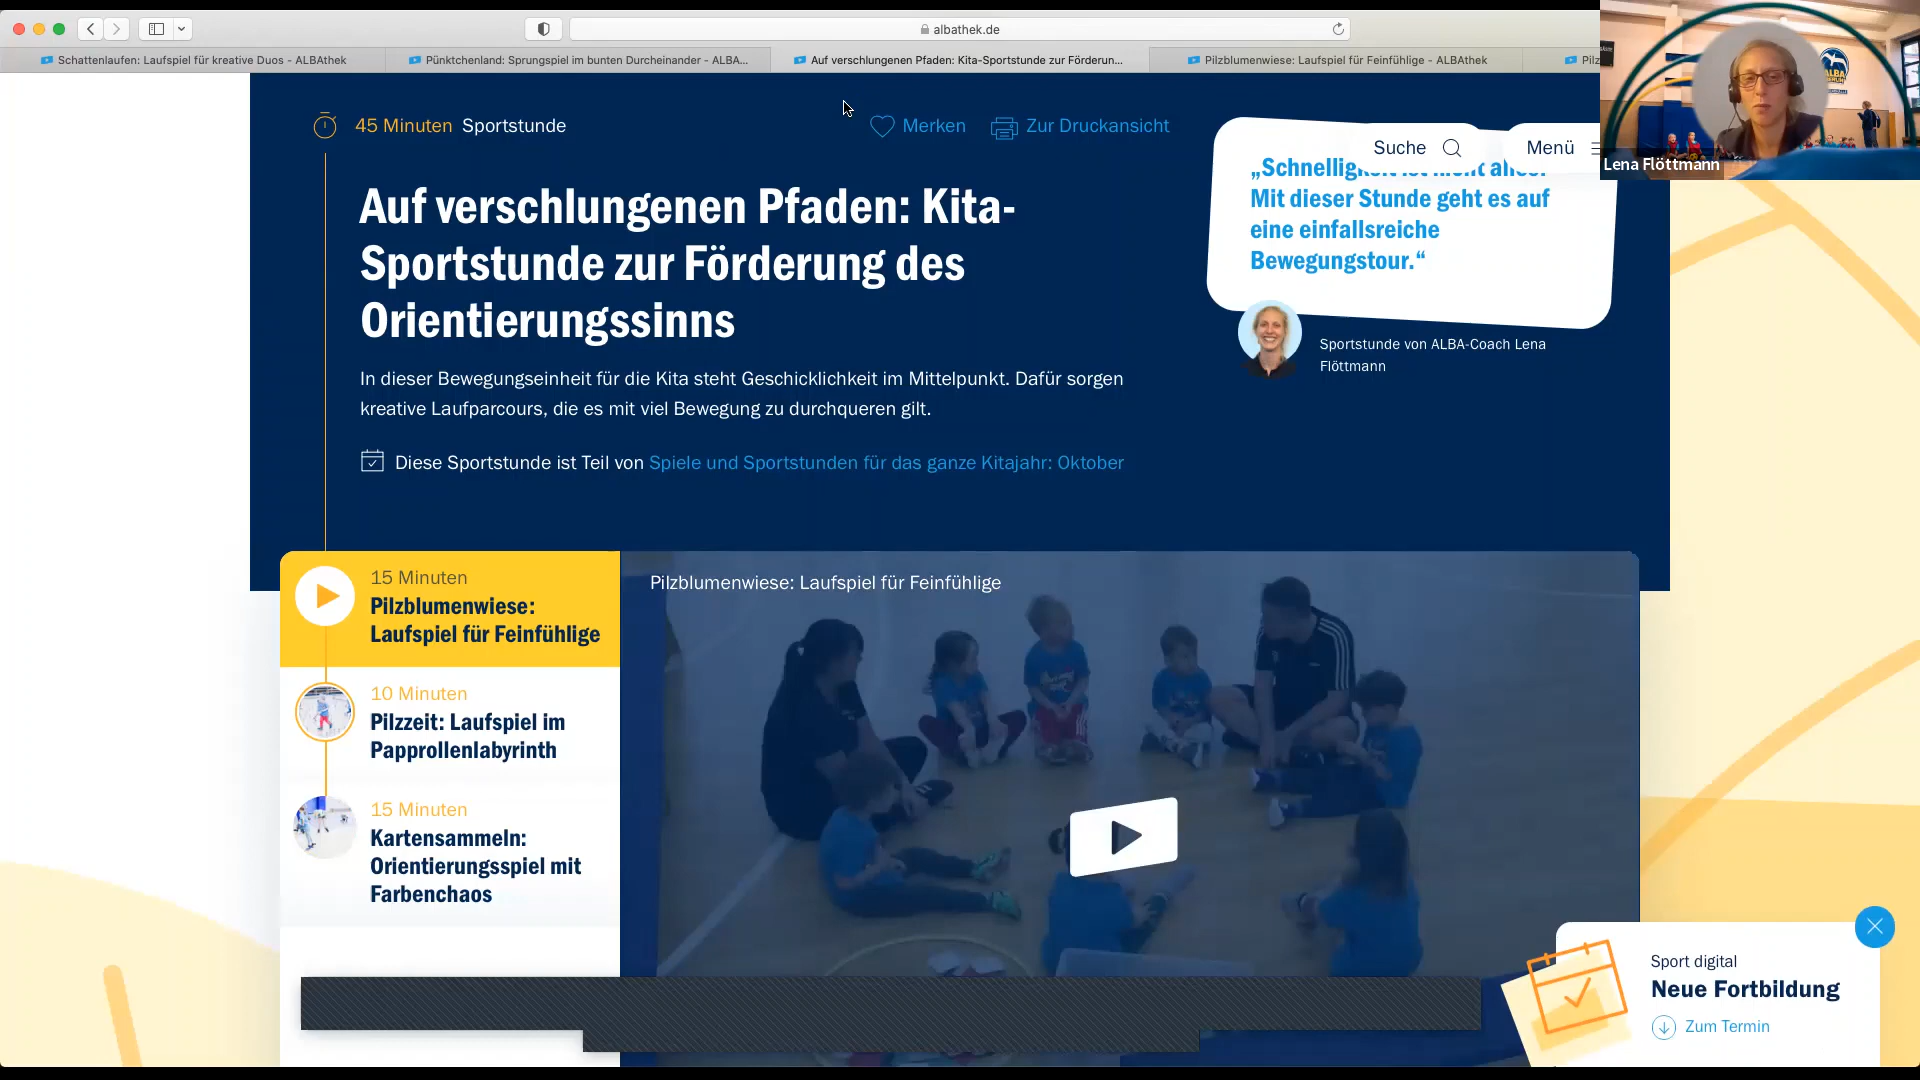 albathek.de
Schattenlaufen: Laufspiel für kreative Duos - ALBAthek
Pünktchenland: Sprungspiel im bunten Durcheinander - ALBA...
Auf verschlungenen Pfaden: Kita-Sportstunde zur Förderun...
Pilzblumenwiese: Laufspiel für Feinfühlige - ALBAthek
Pilz
ALBA
Lena Flöttmann
45 Minuten Sportstunde
Merken
Zur Druckansicht
Suche
Menü
Auf verschlungenen Pfaden: Kita-
Sportstunde zur Förderung des
Orientierungssinns
In dieser Bewegungseinheit für die Kita steht Geschicklichkeit im Mittelpunkt. Dafür sorgen
kreative Laufparcours, die es mit viel Bewegung zu durchqueren gilt.
Diese Sportstunde ist Teil von Spiele und Sportstunden für das ganze Kitajahr: Oktober
„Schnelligkeit ist nicht alles.
Mit dieser Stunde geht es auf
eine einfallsreiche
Bewegungstour.“
Sportstunde von ALBA-Coach Lena
Flöttmann
15 Minuten
Pilzblumenwiese:
Laufspiel für Feinfühlige
10 Minuten
Pilzzeit: Laufspiel im
Papprollenlabyrinth
15 Minuten
Kartensammeln:
Orientierungsspiel mit
Farbenchaos
Pilzblumenwiese: Laufspiel für Feinfühlige
Sport digital
Neue Fortbildung
Zum Termin